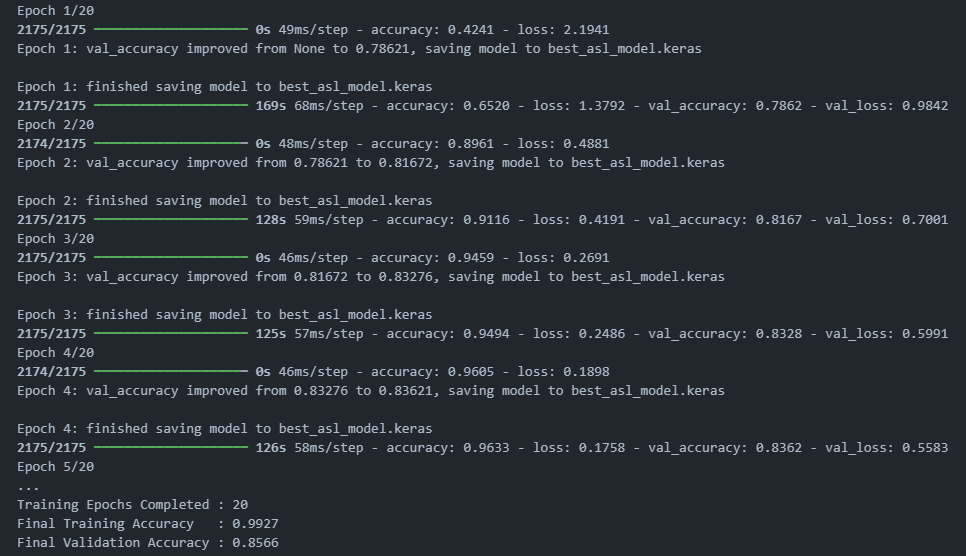 Epoch 1/20
2175/2175 ━━━━━━━━━━━━━━━━━━━━ 0s 49ms/step - accuracy: 0.4241 - loss: 2.1941
Epoch 1: val_accuracy improved from None to 0.78621, saving model to best_asl_model.keras
Epoch 1: finished saving model to best_asl_model.keras
2175/2175 ━━━━━━━━━━━━━━━━━━━━ 169s 68ms/step - accuracy: 0.6520 - loss: 1.3792 - val_accuracy: 0.7862 - val_loss: 0.9842
Epoch 2/20
2174/2175 ━━━━━━━━━━━━━━━━━━━━ 0s 48ms/step - accuracy: 0.8961 - loss: 0.4881
Epoch 2: val_accuracy improved from 0.78621 to 0.81672, saving model to best_asl_model.keras
Epoch 2: finished saving model to best_asl_model.keras
2175/2175 ━━━━━━━━━━━━━━━━━━━━ 128s 59ms/step - accuracy: 0.9116 - loss: 0.4191 - val_accuracy: 0.8167 - val_loss: 0.7001
Epoch 3/20
2175/2175 ━━━━━━━━━━━━━━━━━━━━ 0s 46ms/step - accuracy: 0.9459 - loss: 0.2691
Epoch 3: val_accuracy improved from 0.81672 to 0.83276, saving model to best_asl_model.keras
Epoch 3: finished saving model to best_asl_model.keras
2175/2175 ━━━━━━━━━━━━━━━━━━━━ 125s 57ms/step - accuracy: 0.9494 - loss: 0.2486 - val_accuracy: 0.8328 - val_loss: 0.5991
Epoch 4/20
2174/2175 ━━━━━━━━━━━━━━━━━━━━ 0s 46ms/step - accuracy: 0.9605 - loss: 0.1898
Epoch 4: val_accuracy improved from 0.83276 to 0.83621, saving model to best_asl_model.keras
Epoch 4: finished saving model to best_asl_model.keras
2175/2175 ━━━━━━━━━━━━━━━━━━━━ 126s 58ms/step - accuracy: 0.9633 - loss: 0.1758 - val_accuracy: 0.8362 - val_loss: 0.5583
Epoch 5/20
...
Training Epochs Completed : 20
Final Training Accuracy   : 0.9927
Final Validation Accuracy : 0.8566